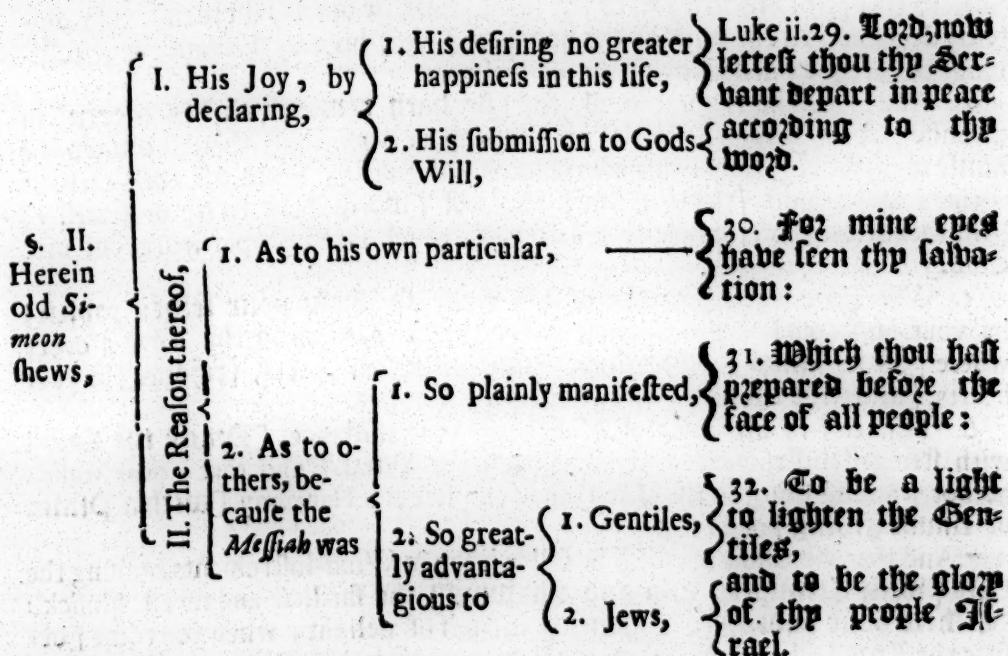 §. II.
Herein
old Si-
meon
ſhews,
I. His Joy, by
declaring,
1. His deſiring no greater
happineſs in this life,
2. His ſubmiſſion to Gods
Will,
Luke ii.29. Lord, now
letteſt thou thy Ser-
vant depart in peace
according to thy
word.
II. The Reaſon thereof,
1. As to his own particular,
30. For mine eyes
have ſeen thy ſalva-
tion:
2. As to o-
thers, be-
cauſe the
Meſſiah was
1. So plainly manifeſted,
31. Which thou haſt
prepared before the
face of all people:
2. So great-
ly advanta-
gious to
1. Gentiles,
32. To be a light
to lighten the Gen-
tiles,
2. Jews,
and to be the glory
of thy people Iſ-
rael.